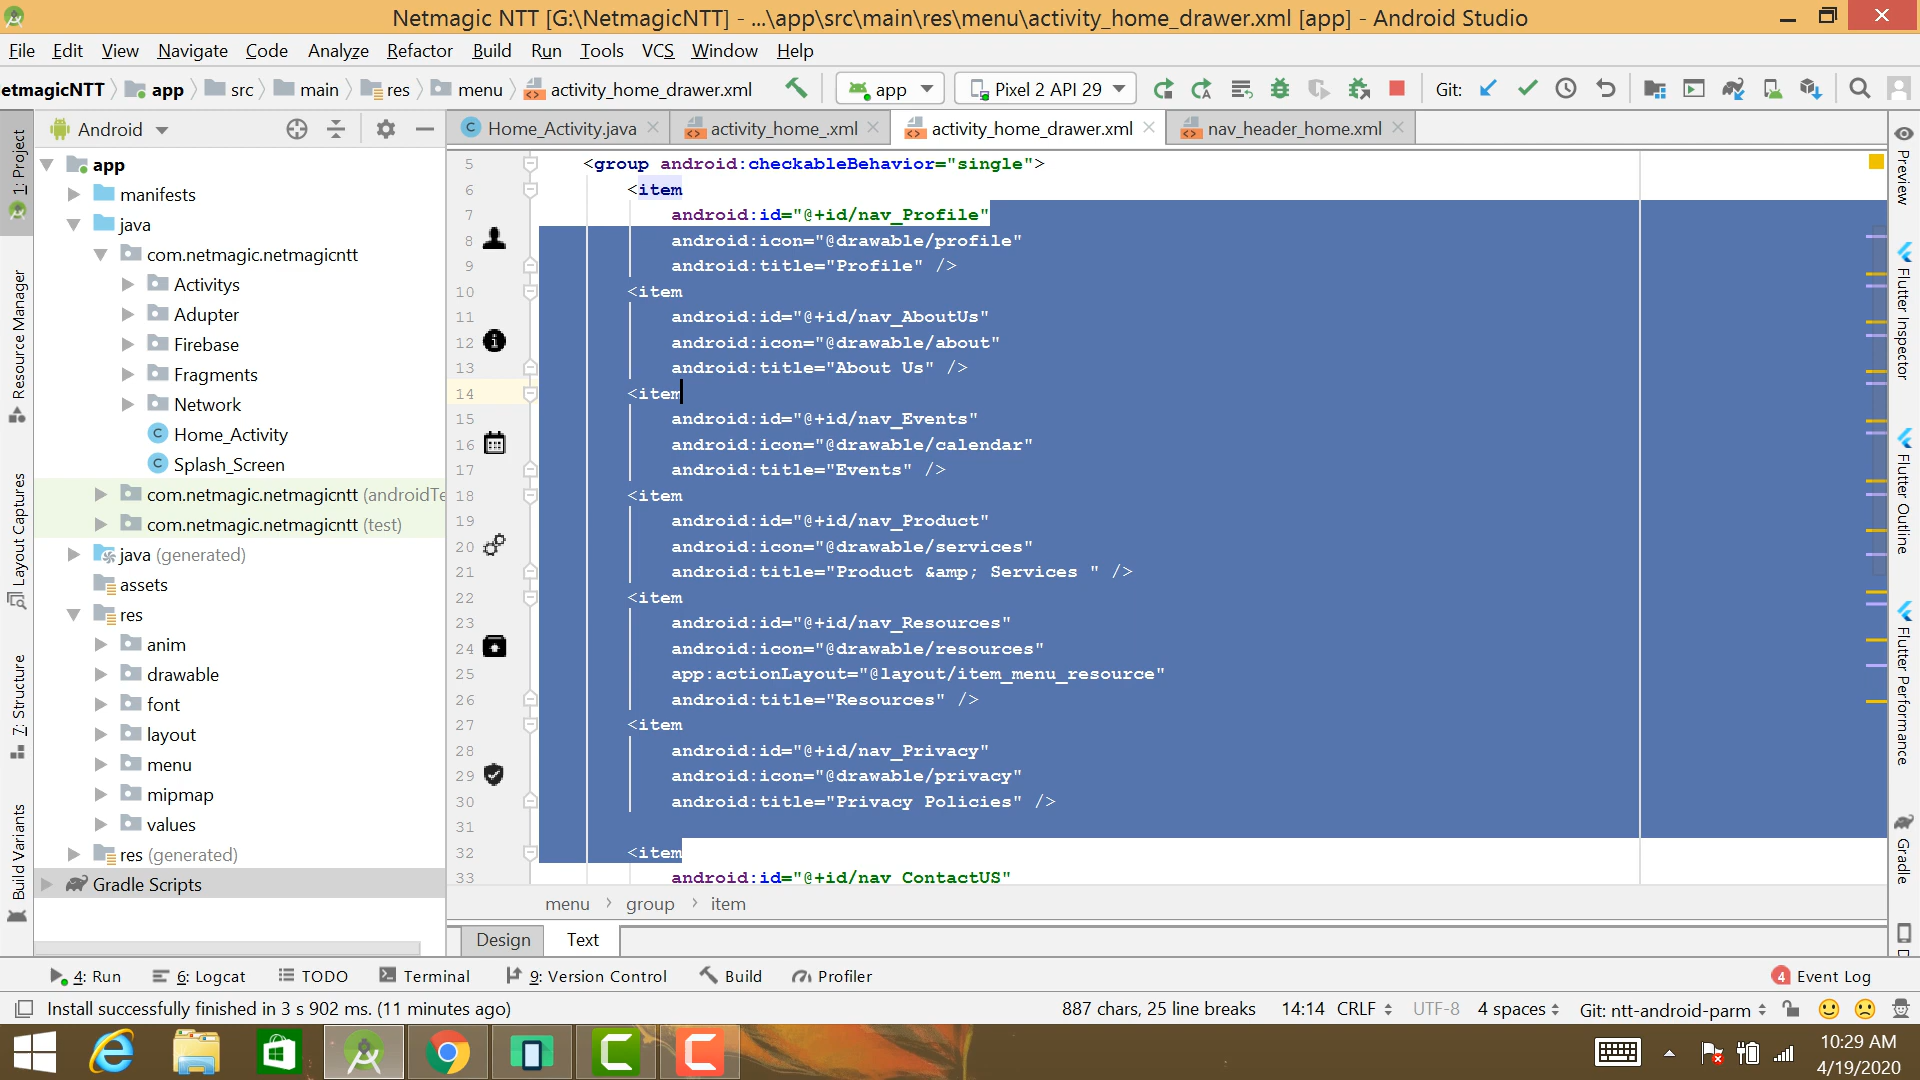 Netmagic NTT [G:\NetmagicNTT] - ...\app\src\main\res\menu\activity_home_drawer.xml [app] - Android Studio
File Edit View Navigate Code Analyze Refactor Build Run Tools VCS Window Help
etmagicNTT app src main res menu activity_home_drawer.xml app Pixel 2 API 29 Git:
Android
Home_Activity.java activity_home_.xml activity_home_drawer.xml nav_header_home.xml
1: Project
Resource Manager
Layout Captures
7: Structure
Build Variants
app
manifests
java
com.netmagic.netmagicntt
Activitys
Adupter
Firebase
Fragments
Network
Home_Activity
Splash_Screen
com.netmagic.netmagicntt (androidTe
com.netmagic.netmagicntt (test)
java (generated)
assets
res
anim
drawable
font
layout
menu
mipmap
values
res (generated)
Gradle Scripts
5 <group android:checkableBehavior="single">
6 <item
7 android:id="@+id/nav_Profile"
8 android:icon="@drawable/profile"
9 android:title="Profile" />
10 <item
11 android:id="@+id/nav_AboutUs"
12 android:icon="@drawable/about"
13 android:title="About Us" />
14 <item
15 android:id="@+id/nav_Events"
16 android:icon="@drawable/calendar"
17 android:title="Events" />
18 <item
19 android:id="@+id/nav_Product"
20 android:icon="@drawable/services"
21 android:title="Product &amp; Services " />
22 <item
23 android:id="@+id/nav_Resources"
24 android:icon="@drawable/resources"
25 app:actionLayout="@layout/item_menu_resource"
26 android:title="Resources" />
27 <item
28 android:id="@+id/nav_Privacy"
29 android:icon="@drawable/privacy"
30 android:title="Privacy Policies" />
31
32 <item
33 android:id="@+id/nav_ContactUS"
menu group item
Design Text
Preview
Flutter Inspector
Flutter Outline
Flutter Performance
Gradle
4: Run 6: Logcat TODO Terminal 9: Version Control Build Profiler 4 Event Log
Install successfully finished in 3 s 902 ms. (11 minutes ago) 887 chars, 25 line breaks 14:14 CRLF UTF-8 4 spaces Git: ntt-android-parm
10:29 AM
4/19/2020